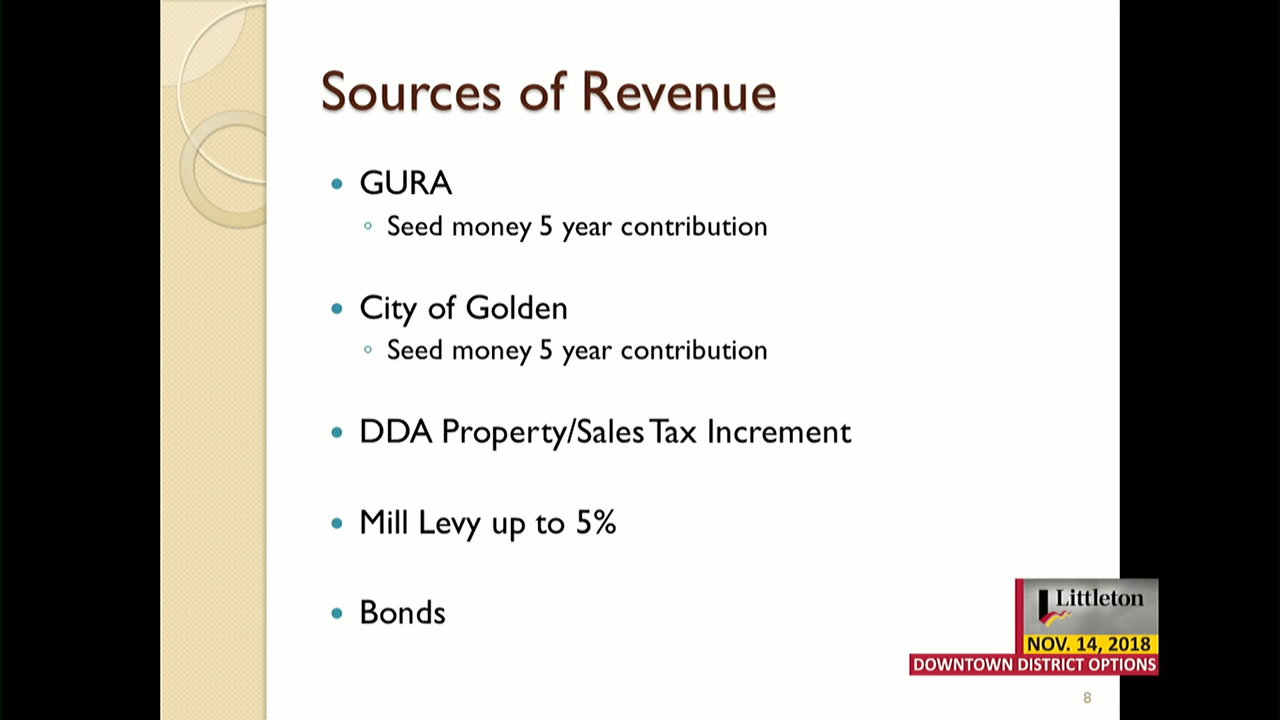 Sources of Revenue
GURA
Seed money 5 year contribution
City of Golden
Seed money 5 year contribution
DDA Property/Sales Tax Increment
Mill Levy up to 5%
Bonds
Littleton
NOV. 14, 2018
DOWNTOWN DISTRICT OPTIONS
8